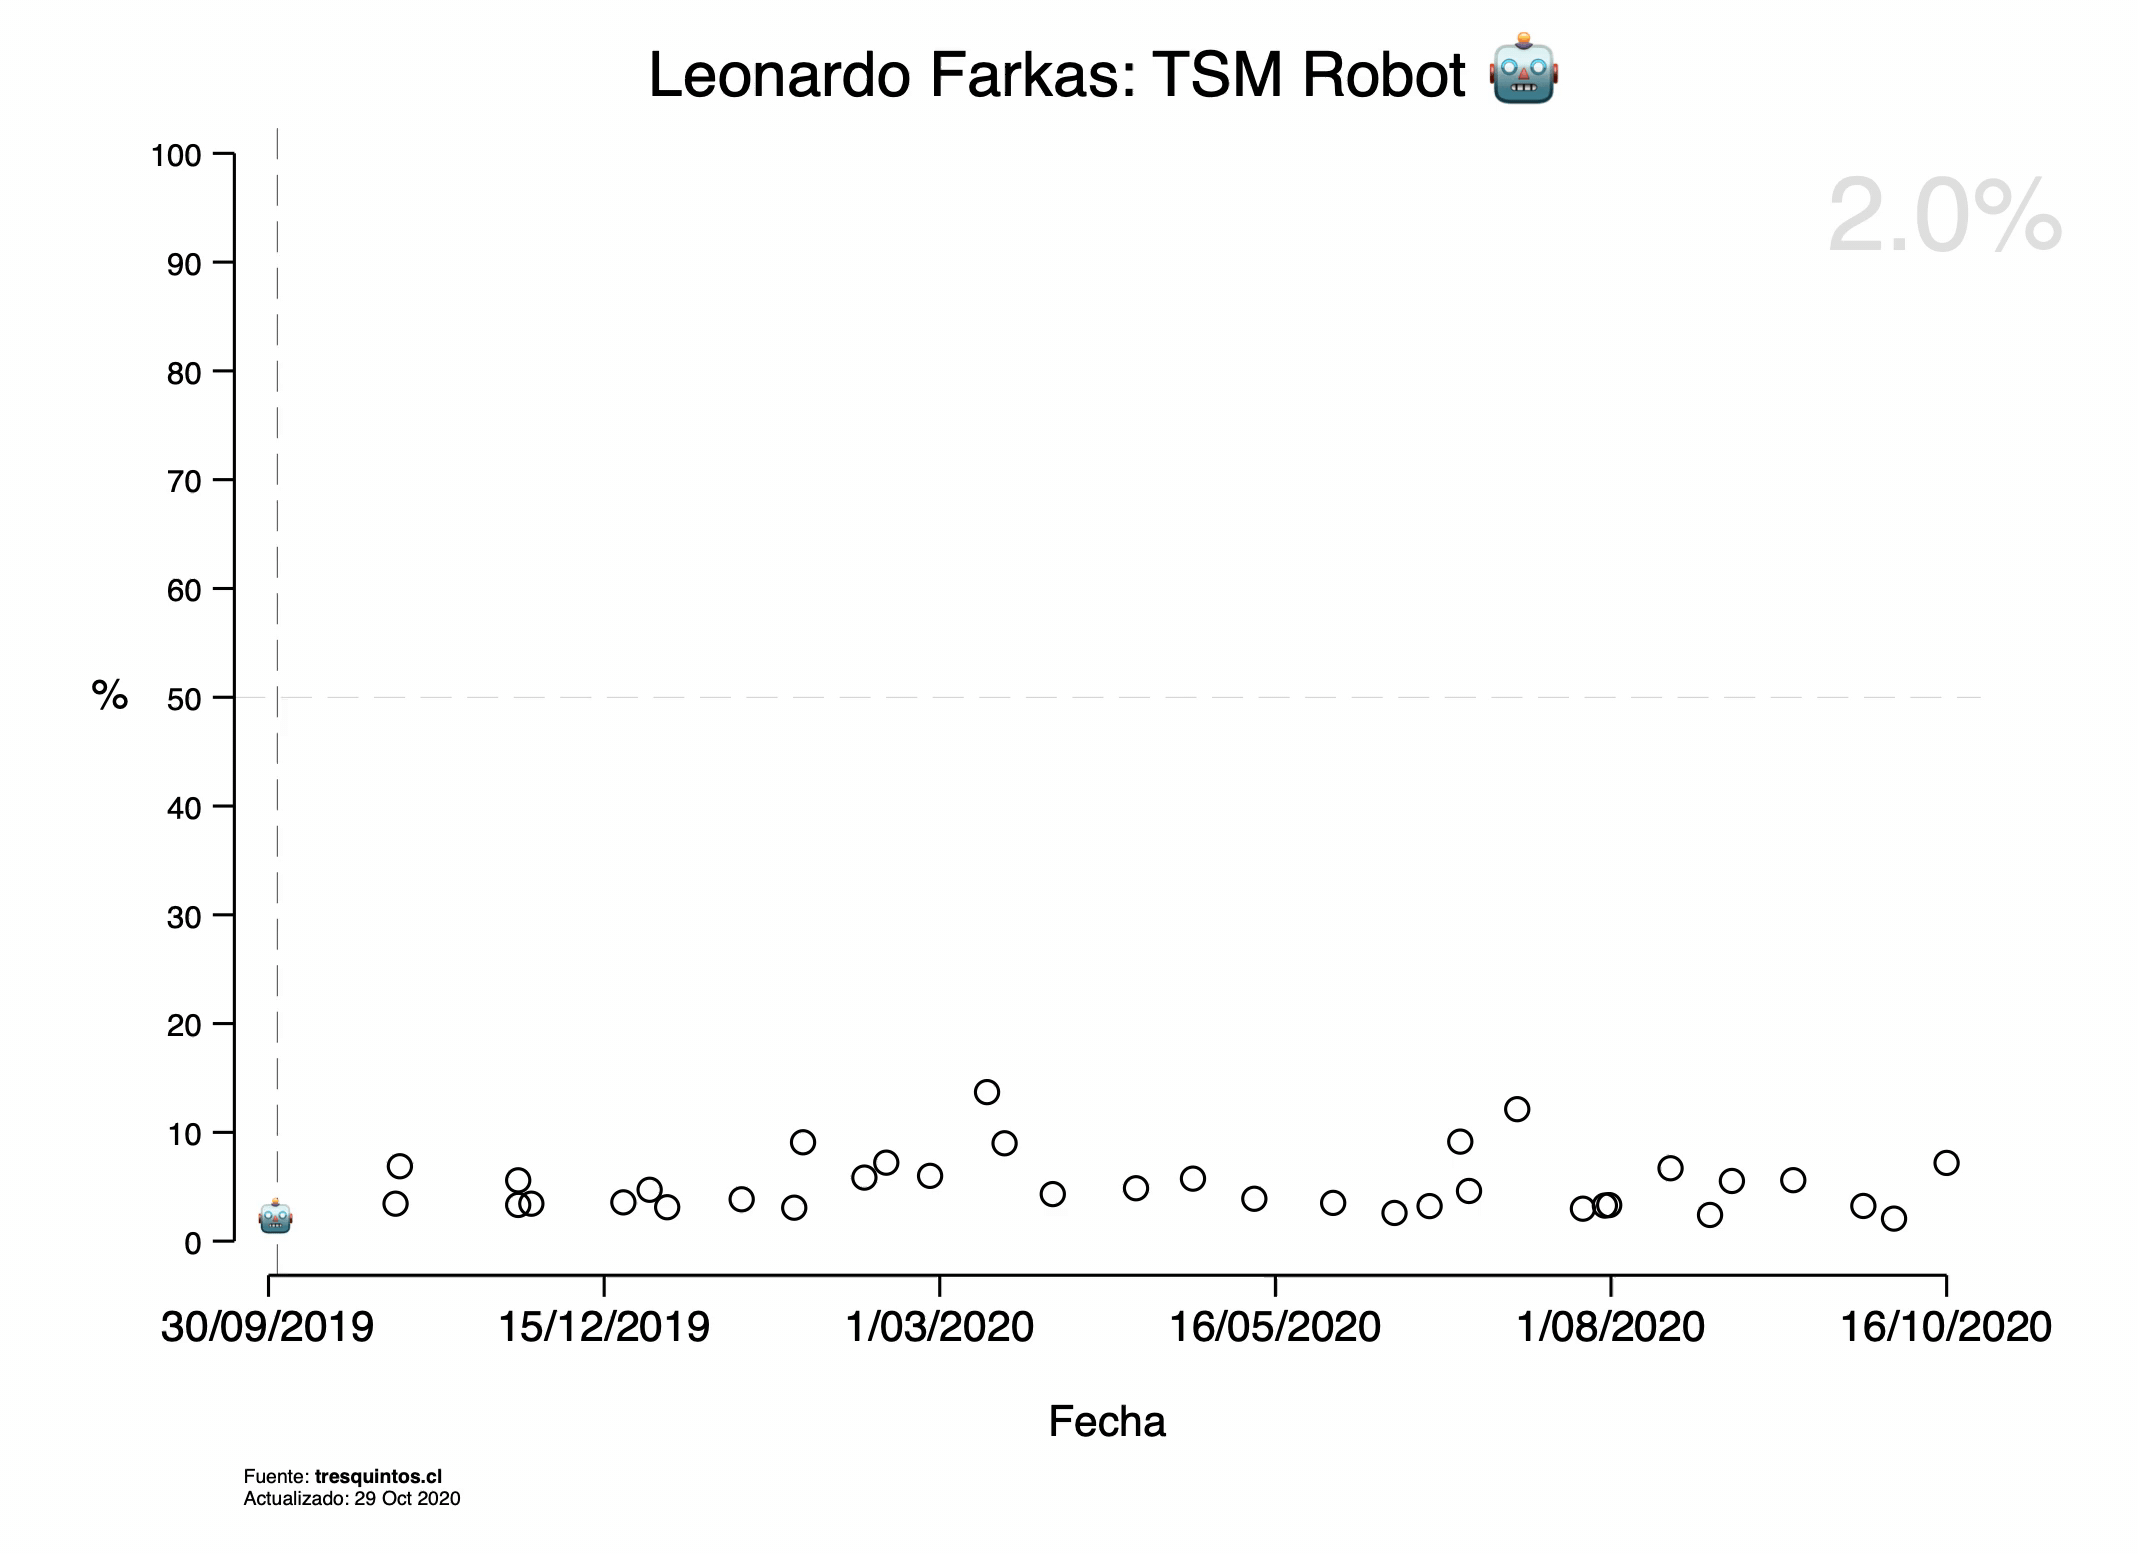 Leonardo Farkas: TSM Robot 🤖
2.0%
100
90
80
70
60
% 50
40
30
20
10
0
30/09/2019 15/12/2019 1/03/2020 16/05/2020 1/08/2020 16/10/2020
Fecha
Fuente: tresquintos.cl
Actualizado: 29 Oct 2020